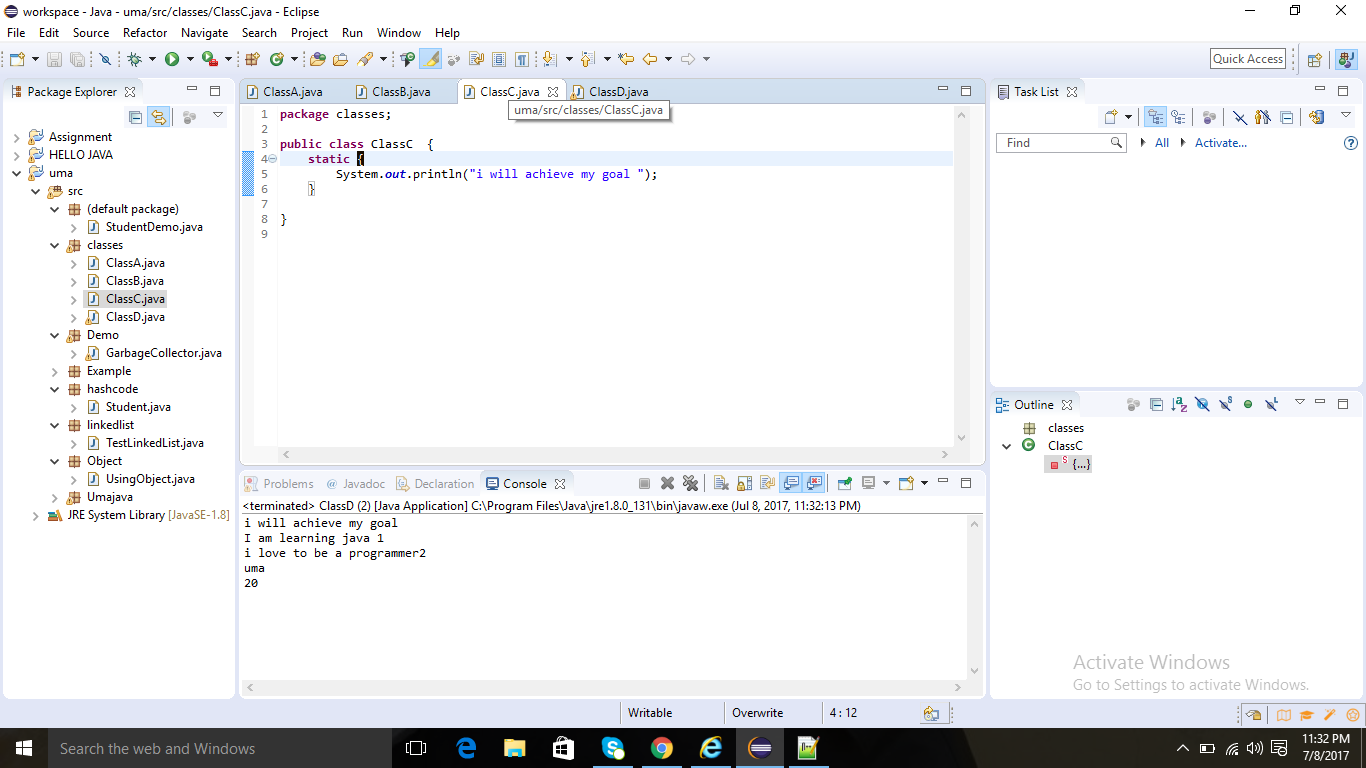 workspace - Java - uma/src/classes/ClassC.java - Eclipse
File Edit Source Refactor Navigate Search Project Run Window Help
Quick Access
Package Explorer
Assignment
HELLO JAVA
uma
src
(default package)
StudentDemo.java
classes
ClassA.java
ClassB.java
ClassC.java
ClassD.java
Demo
GarbageCollector.java
Example
hashcode
Student.java
linkedlist
TestLinkedList.java
Object
UsingObject.java
Umajava
JRE System Library [JavaSE-1.8]
ClassA.java ClassB.java ClassC.java ClassD.java
uma/src/classes/ClassC.java
1 package classes;
2
3 public class ClassC {
4 static {
5 System.out.println("i will achieve my goal ");
6 }
7
8 }
9
Problems @ Javadoc Declaration Console
<terminated> ClassD (2) [Java Application] C:\Program Files\Java\jre1.8.0_131\bin\javaw.exe (Jul 8, 2017, 11:32:13 PM)
i will achieve my goal
I am learning java 1
i love to be a programmer2
uma
20
Task List
Find All Activate...
Outline
classes
ClassC
{...}
Activate Windows
Go to Settings to activate Windows.
Writable Overwrite 4 : 12
Search the web and Windows
11:32 PM
7/8/2017